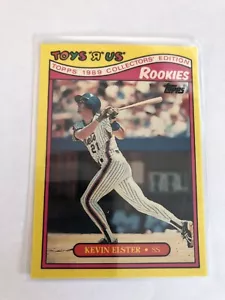 TOYS "R" US
TOPPS 1989 COLLECTORS' EDITION
ROOKIES
Topps
21
KEVIN ELSTER • SS